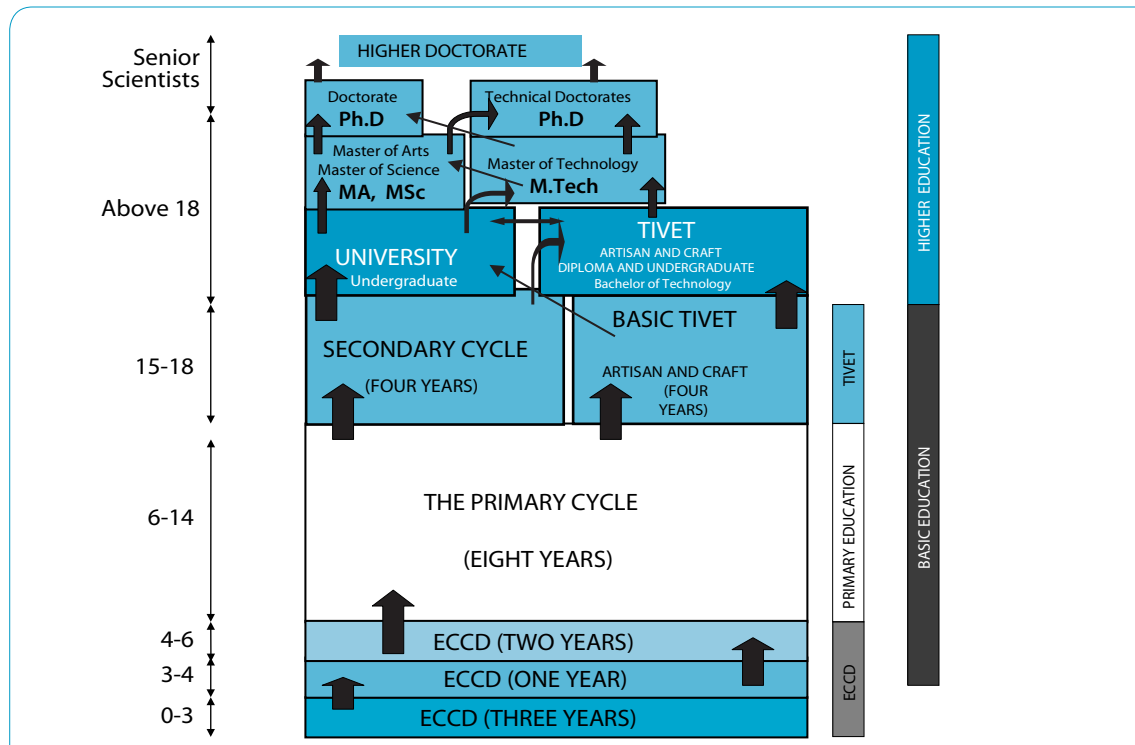 Senior
Scientists
HIGHER DOCTORATE
Doctorate
Ph.D
Technical Doctorates
Ph.D
Master of Arts
Master of Science
MA, MSc
Master of Technology
M.Tech
Above 18
UNIVERSITY
Undergraduate
TIVET
ARTISAN AND CRAFT
DIPLOMA AND UNDERGRADUATE
Bachelor of Technology
15-18
SECONDARY CYCLE
(FOUR YEARS)
BASIC TIVET
ARTISAN AND CRAFT
(FOUR
YEARS)
6-14
THE PRIMARY CYCLE
(EIGHT YEARS)
4-6
ECCD (TWO YEARS)
3-4
ECCD (ONE YEAR)
0-3
ECCD (THREE YEARS)
TIVET
PRIMARY EDUCATION
ECCD
HIGHER EDUCATION
BASIC EDUCATION